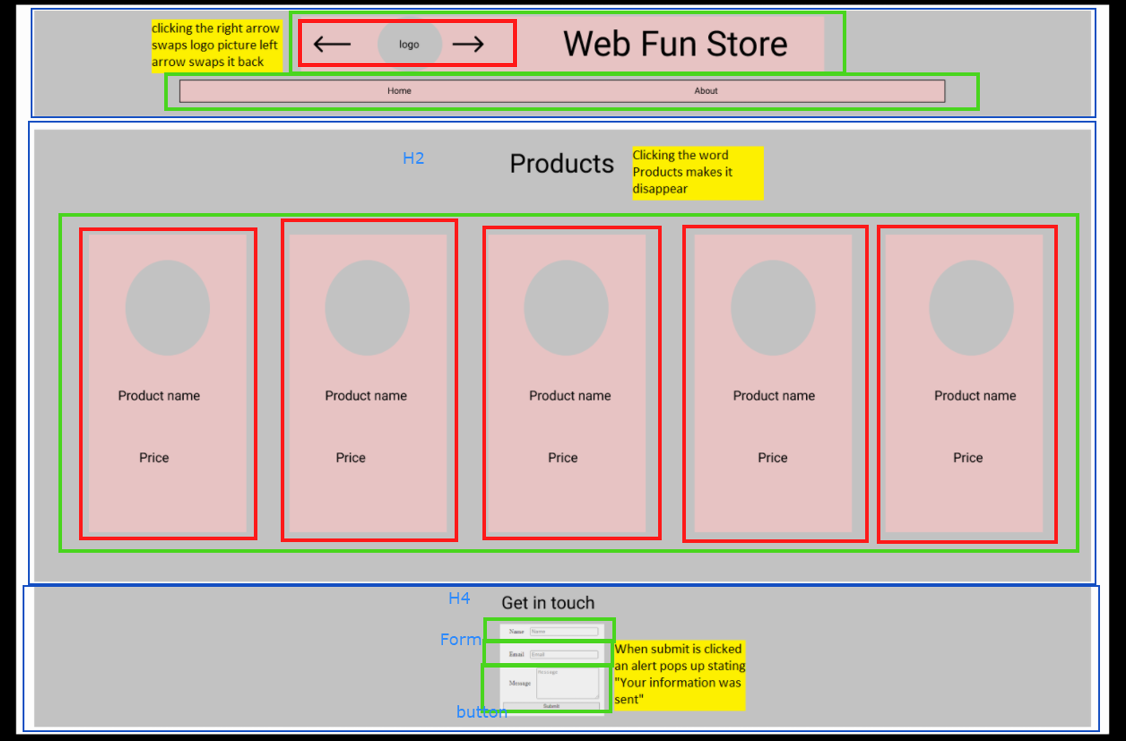 clicking the right arrow
swaps logo picture left
arrow swaps it back
logo
Web Fun Store
Home
About
H2
Products
Clicking the word
Products makes it
disappear
Product name
Product name
Product name
Product name
Product name
Price
Price
Price
Price
Price
H4
Get in touch
Form
Name
Name
Email
Email
Message
Message
Submit
button
When submit is clicked
an alert pops up stating
"Your information was
sent"